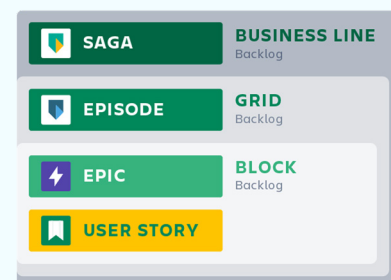 SAGA
BUSINESS LINE
Backlog
EPISODE
GRID
Backlog
EPIC
BLOCK
Backlog
USER STORY